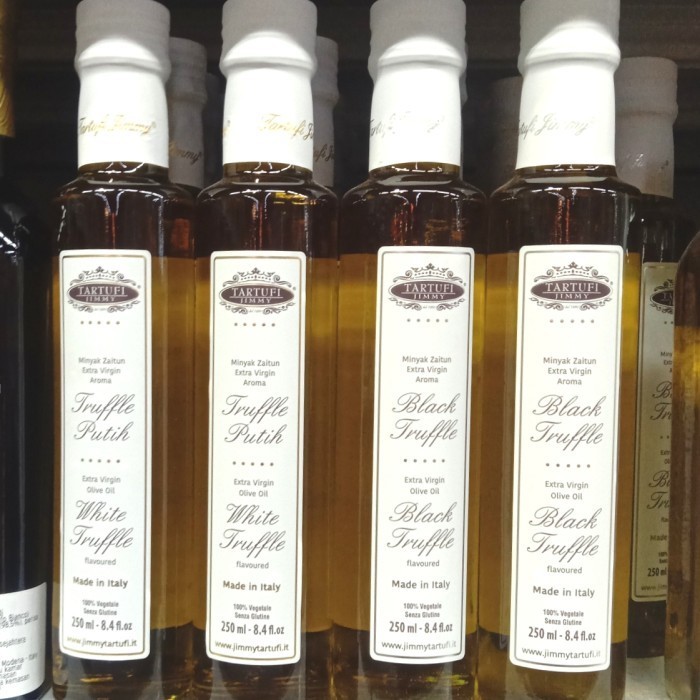 Tartufi Jimmy
TARTUFI
JIMMY
Minyak Zaitun
Extra Virgin
Aroma
Truffle
Putih
Extra Virgin
Olive Oil
White
Truffle
flavoured
Made in Italy
100% Vegetale
Senza Glutine
250 ml - 8.4 fl.oz
www.jimmytartufi.it
TARTUFI
JIMMY
Minyak Zaitun
Extra Virgin
Aroma
Truffle
Putih
Extra Virgin
Olive Oil
White
Truffle
flavoured
Made in Italy
100% Vegetale
Senza Glutine
250 ml - 8.4 fl.oz
www.jimmytartufi.it
Tartufi
TARTUFI
JIMMY
Minyak Zaitun
Extra Virgin
Aroma
Black
Truffle
Extra Virgin
Olive Oil
Black
Truffle
flavoured
Made in Italy
100% Vegetale
Senza Glutine
250 ml - 8.4 fl.oz
www.jimmytartufi.it
Jimmy
TARTUFI
JIMMY
Minyak Zaitun
Extra Virgin
Aroma
Black
Truffle
Extra Virgin
Olive Oil
Black
Truffle
flavoured
Made in Italy
100% Vegetale
Senza Glutine
250 ml - 8.4 fl.oz
www.jimmytartufi.it